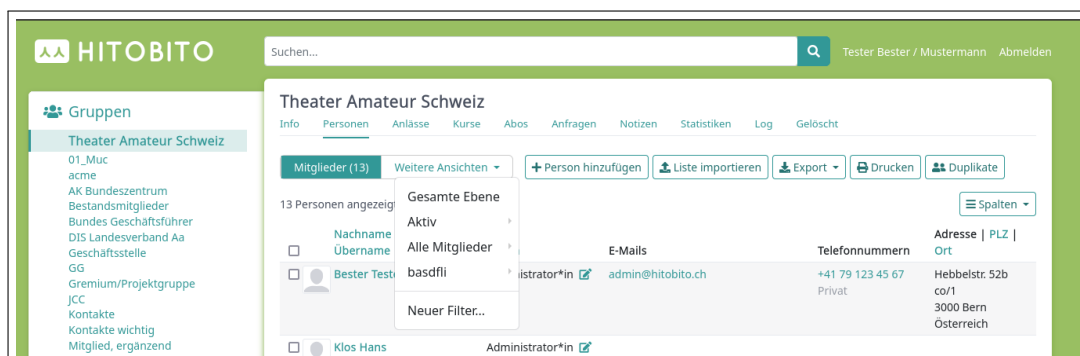 HITOBITO
Suchen...
Tester Bester / Mustermann Abmelden
Gruppen
Theater Amateur Schweiz
01_Muc
acme
AK Bundeszentrum
Bestandsmitglieder
Bundes Geschäftsführer
DIS Landesverband Aa
Geschäftsstelle
GG
Gremium/Projektgruppe
JCC
Kontakte
Kontakte wichtig
Mitglied, ergänzend
Theater Amateur Schweiz
Info Personen Anlässe Kurse Abos Anfragen Notizen Statistiken Log Gelöscht
Mitglieder (13) Weitere Ansichten + Person hinzufügen Liste importieren Export Drucken Duplikate
Gesamte Ebene
Aktiv
Alle Mitglieder
basdfli
Neuer Filter...
13 Personen angezeigt
Spalten
Nachname
Übername
E-Mails
Telefonnummern
Adresse | PLZ |
Ort
Bester Teste
istrator*in
admin@hitobito.ch
+41 79 123 45 67
Privat
Hebbelstr. 52b
co/1
3000 Bern
Österreich
Klos Hans
Administrator*in